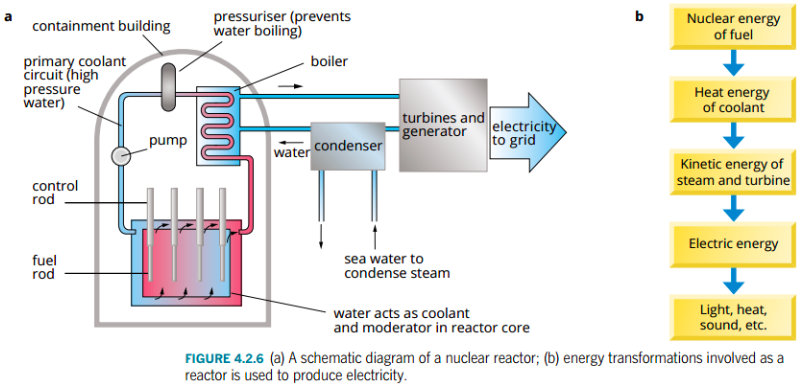 a
containment building
pressuriser (prevents
water boiling)
primary coolant
circuit (high
pressure
water)
boiler
pump
turbines and
generator
electricity
to grid
water
condenser
control
rod
fuel
rod
sea water to
condense steam
water acts as coolant
and moderator in reactor core
b
Nuclear energy
of fuel
Heat energy
of coolant
Kinetic energy of
steam and turbine
Electric energy
Light, heat,
sound, etc.
FIGURE 4.2.6 (a) A schematic diagram of a nuclear reactor; (b) energy transformations involved as a
reactor is used to produce electricity.